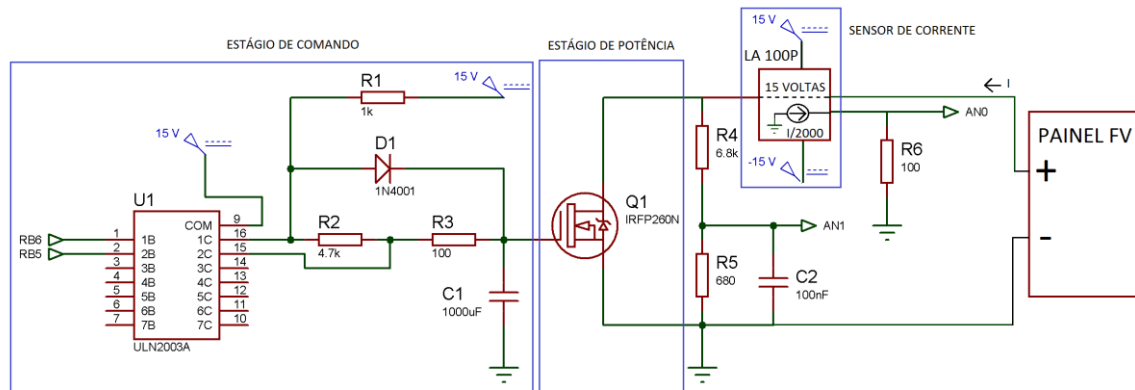 ESTÁGIO DE COMANDO
ESTÁGIO DE POTÊNCIA
SENSOR DE CORRENTE
15 V
LA 100P
15 VOLTAS
I/2000
-15 V
I
AN0
R6
100
PAINEL FV
+
-
R1
1k
15 V
D1
1N4001
15 V
U1
RB6
RB5
1 1B
2 2B
3 3B
4 4B
5 5B
6 6B
7 7B
COM 9
1C 16
2C 15
3C 14
4C 13
5C 12
6C 11
7C 10
ULN2003A
R2
4.7k
R3
100
C1
1000uF
Q1
IRFP260N
R4
6.8k
AN1
R5
680
C2
100nF